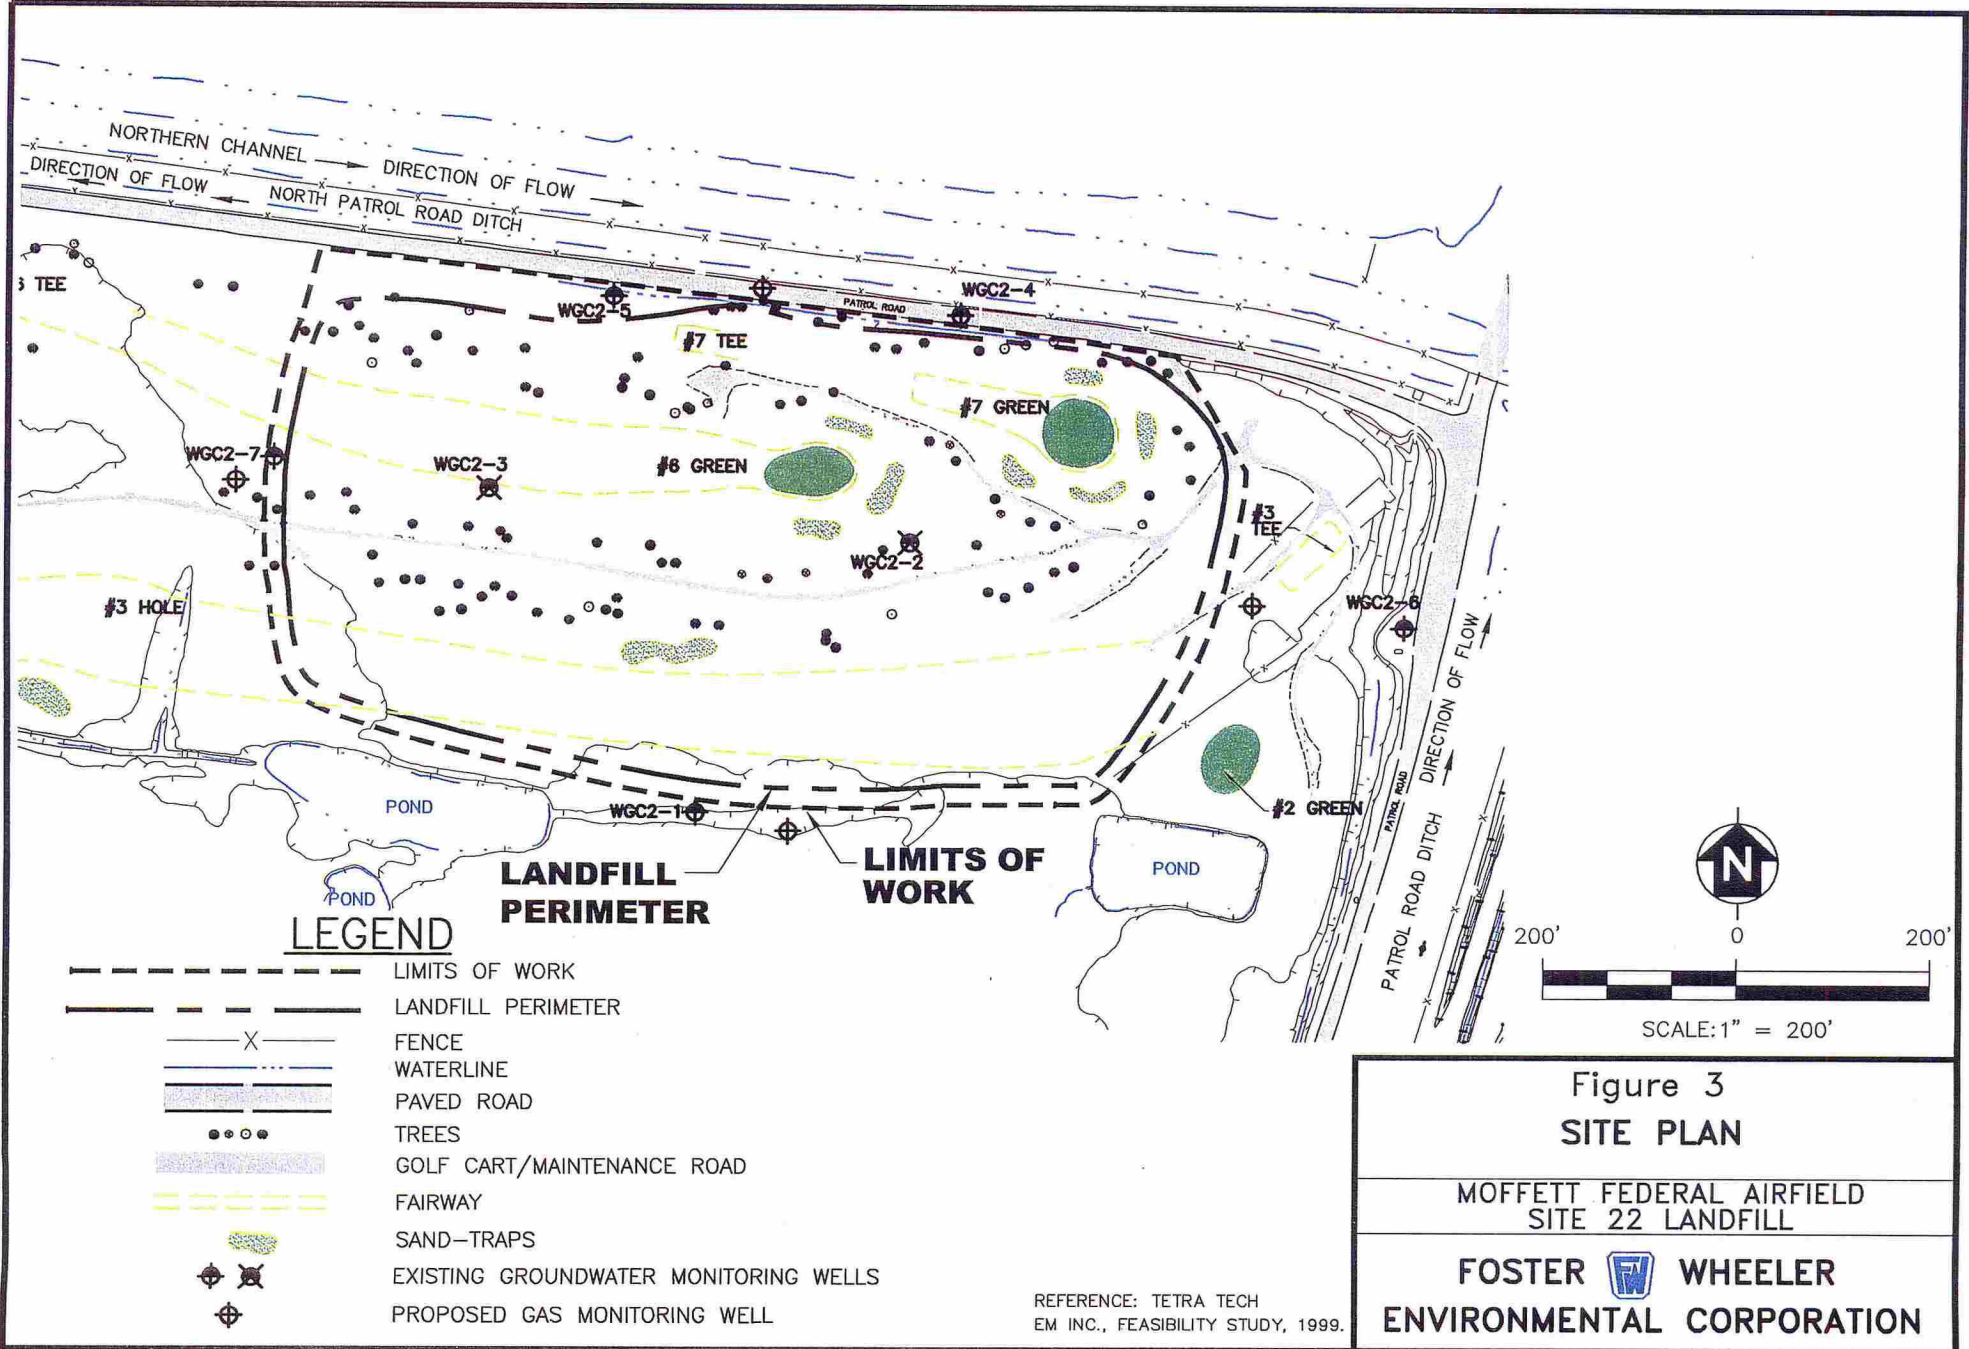 NORTHERN CHANNEL
DIRECTION OF FLOW
DIRECTION OF FLOW
NORTH PATROL ROAD DITCH
TEE
WGC2-5
PATROL ROAD
WGC2-4
#7 TEE
#7 GREEN
WGC2-7
WGC2-3
#6 GREEN
#3
TEE
WGC2-2
#3 HOLE
WGC2-6
DIRECTION OF FLOW
PATROL ROAD
PATROL ROAD DITCH
POND
WGC2-1
#2 GREEN
POND
POND
LANDFILL
PERIMETER
LIMITS OF
WORK
N
200'
0
200'
SCALE:1" = 200'
LEGEND
LIMITS OF WORK
LANDFILL PERIMETER
X
FENCE
WATERLINE
PAVED ROAD
TREES
GOLF CART/MAINTENANCE ROAD
FAIRWAY
SAND-TRAPS
EXISTING GROUNDWATER MONITORING WELLS
PROPOSED GAS MONITORING WELL
REFERENCE: TETRA TECH
EM INC., FEASIBILITY STUDY, 1999.
Figure 3
SITE PLAN
MOFFETT FEDERAL AIRFIELD
SITE 22 LANDFILL
FOSTER FW WHEELER
ENVIRONMENTAL CORPORATION